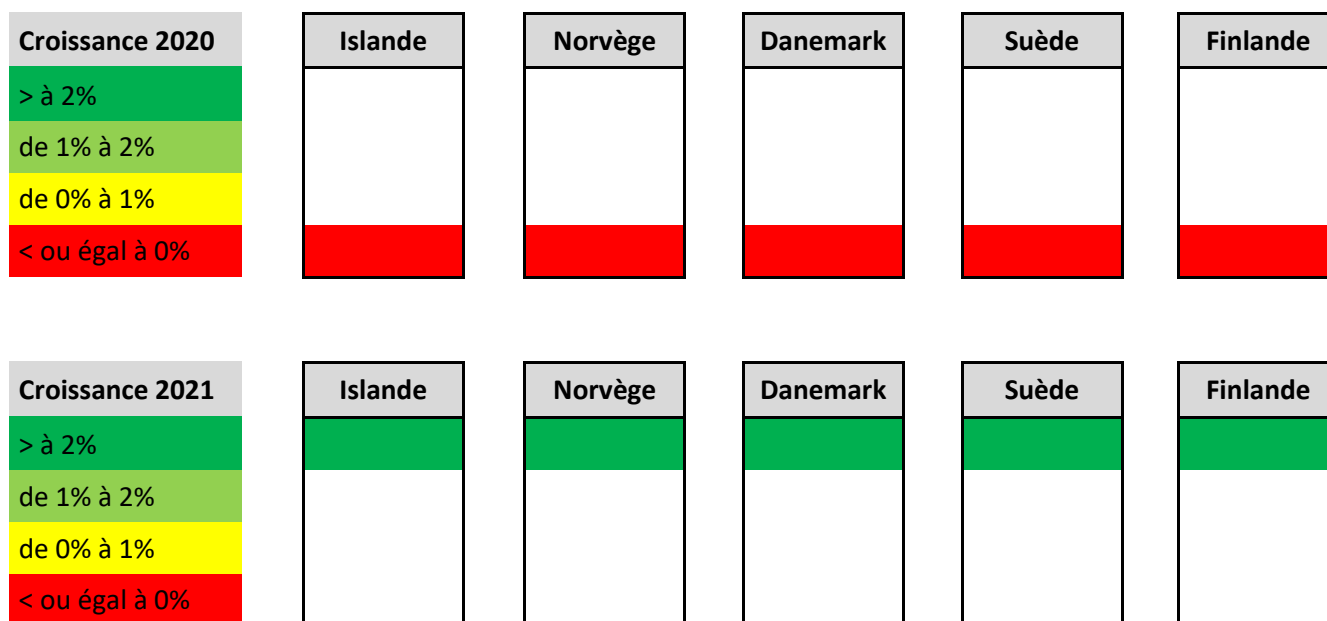 Croissance 2020 Islande Norvège Danemark Suède Finlande
> à 2%
de 1% à 2%
de 0% à 1%
< ou égal à 0%
Croissance 2021 Islande Norvège Danemark Suède Finlande
> à 2%
de 1% à 2%
de 0% à 1%
< ou égal à 0%